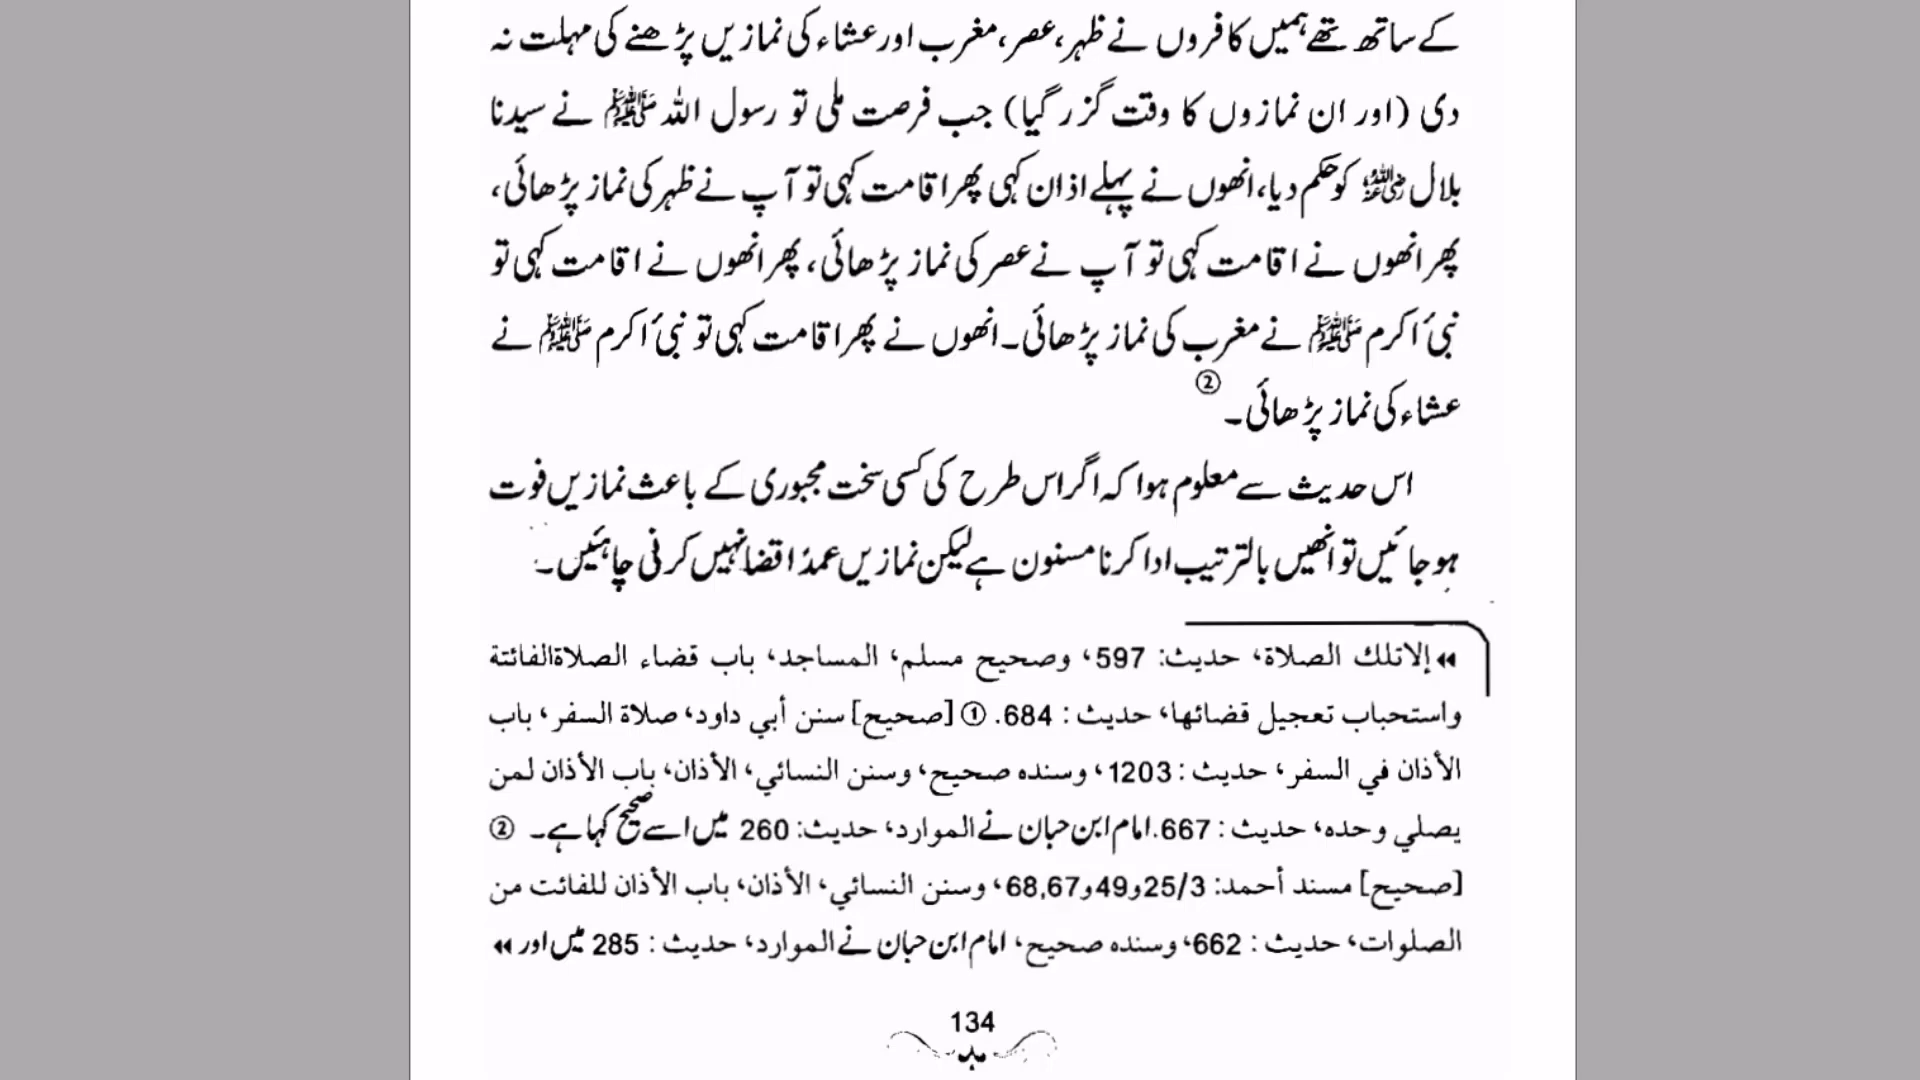 کے ساتھ تھے ہمیں کافروں نے ظہر، عصر، مغرب اور عشاء کی نمازیں پڑھنے کی مہلت نہ
دی (اور ان نمازوں کا وقت گزر گیا) جب فرصت ملی تو رسول اللہ ﷺ نے سیدنا
بلال رضی اللہ عنہ کو حکم دیا، انھوں نے پہلے اذان کہی پھر اقامت کہی تو آپ نے ظہر کی نماز پڑھائی،
پھر انھوں نے اقامت کہی تو آپ نے عصر کی نماز پڑھائی، پھر انھوں نے اقامت کہی تو
نبیٔ اکرم ﷺ نے مغرب کی نماز پڑھائی۔ انھوں نے پھر اقامت کہی تو نبیٔ اکرم ﷺ نے
عشاء کی نماز پڑھائی۔ ②
اس حدیث سے معلوم ہوا کہ اگر اس طرح کی کسی سخت مجبوری کے باعث نمازیں فوت
ہو جائیں تو انھیں بالترتیب ادا کرنا مسنون ہے لیکن نمازیں عمدًا قضا نہیں کرنی چاہئیں۔
◂◂ إلاتلك الصلاة، حديث: 597، وصحيح مسلم، المساجد، باب قضاء الصلاةالفائتة
واستحباب تعجيل قضائها، حديث : 684. ① [صحيح] سنن أبي داود، صلاة السفر، باب
الأذان في السفر، حديث : 1203، وسنده صحيح، وسنن النسائي، الأذان، باب الأذان لمن
يصلي وحده، حديث : 667. امام ابن حبان نے الموارد، حديث: 260 میں اسے صحیح کہا ہے۔ ②
[صحيح] مسند أحمد: 25/3 و49 و68,67، وسنن النسائي، الأذان، باب الأذان للفائت من
الصلوات، حديث : 662، وسنده صحيح، امام ابن حبان نے الموارد، حديث : 285 میں اور ◂◂
134